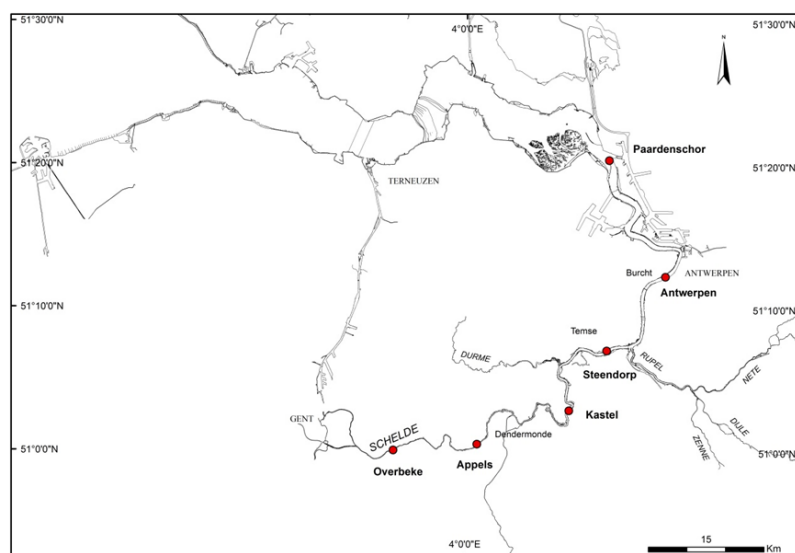 51°30'0"N
4°0'0"E
51°30'0"N
N
51°20'0"N
Paardenschor
51°20'0"N
TERNEUZEN
Burcht
ANTWERPEN
Antwerpen
51°10'0"N
51°10'0"N
Temse
DURME
Steendorp
RUPEL
NETE
Kastel
GENT
SCHELDE
Dendermonde
DIJLE
ZENNE
51°0'0"N
Overbeke
Appels
51°0'0"N
4°0'0"E
15
Km